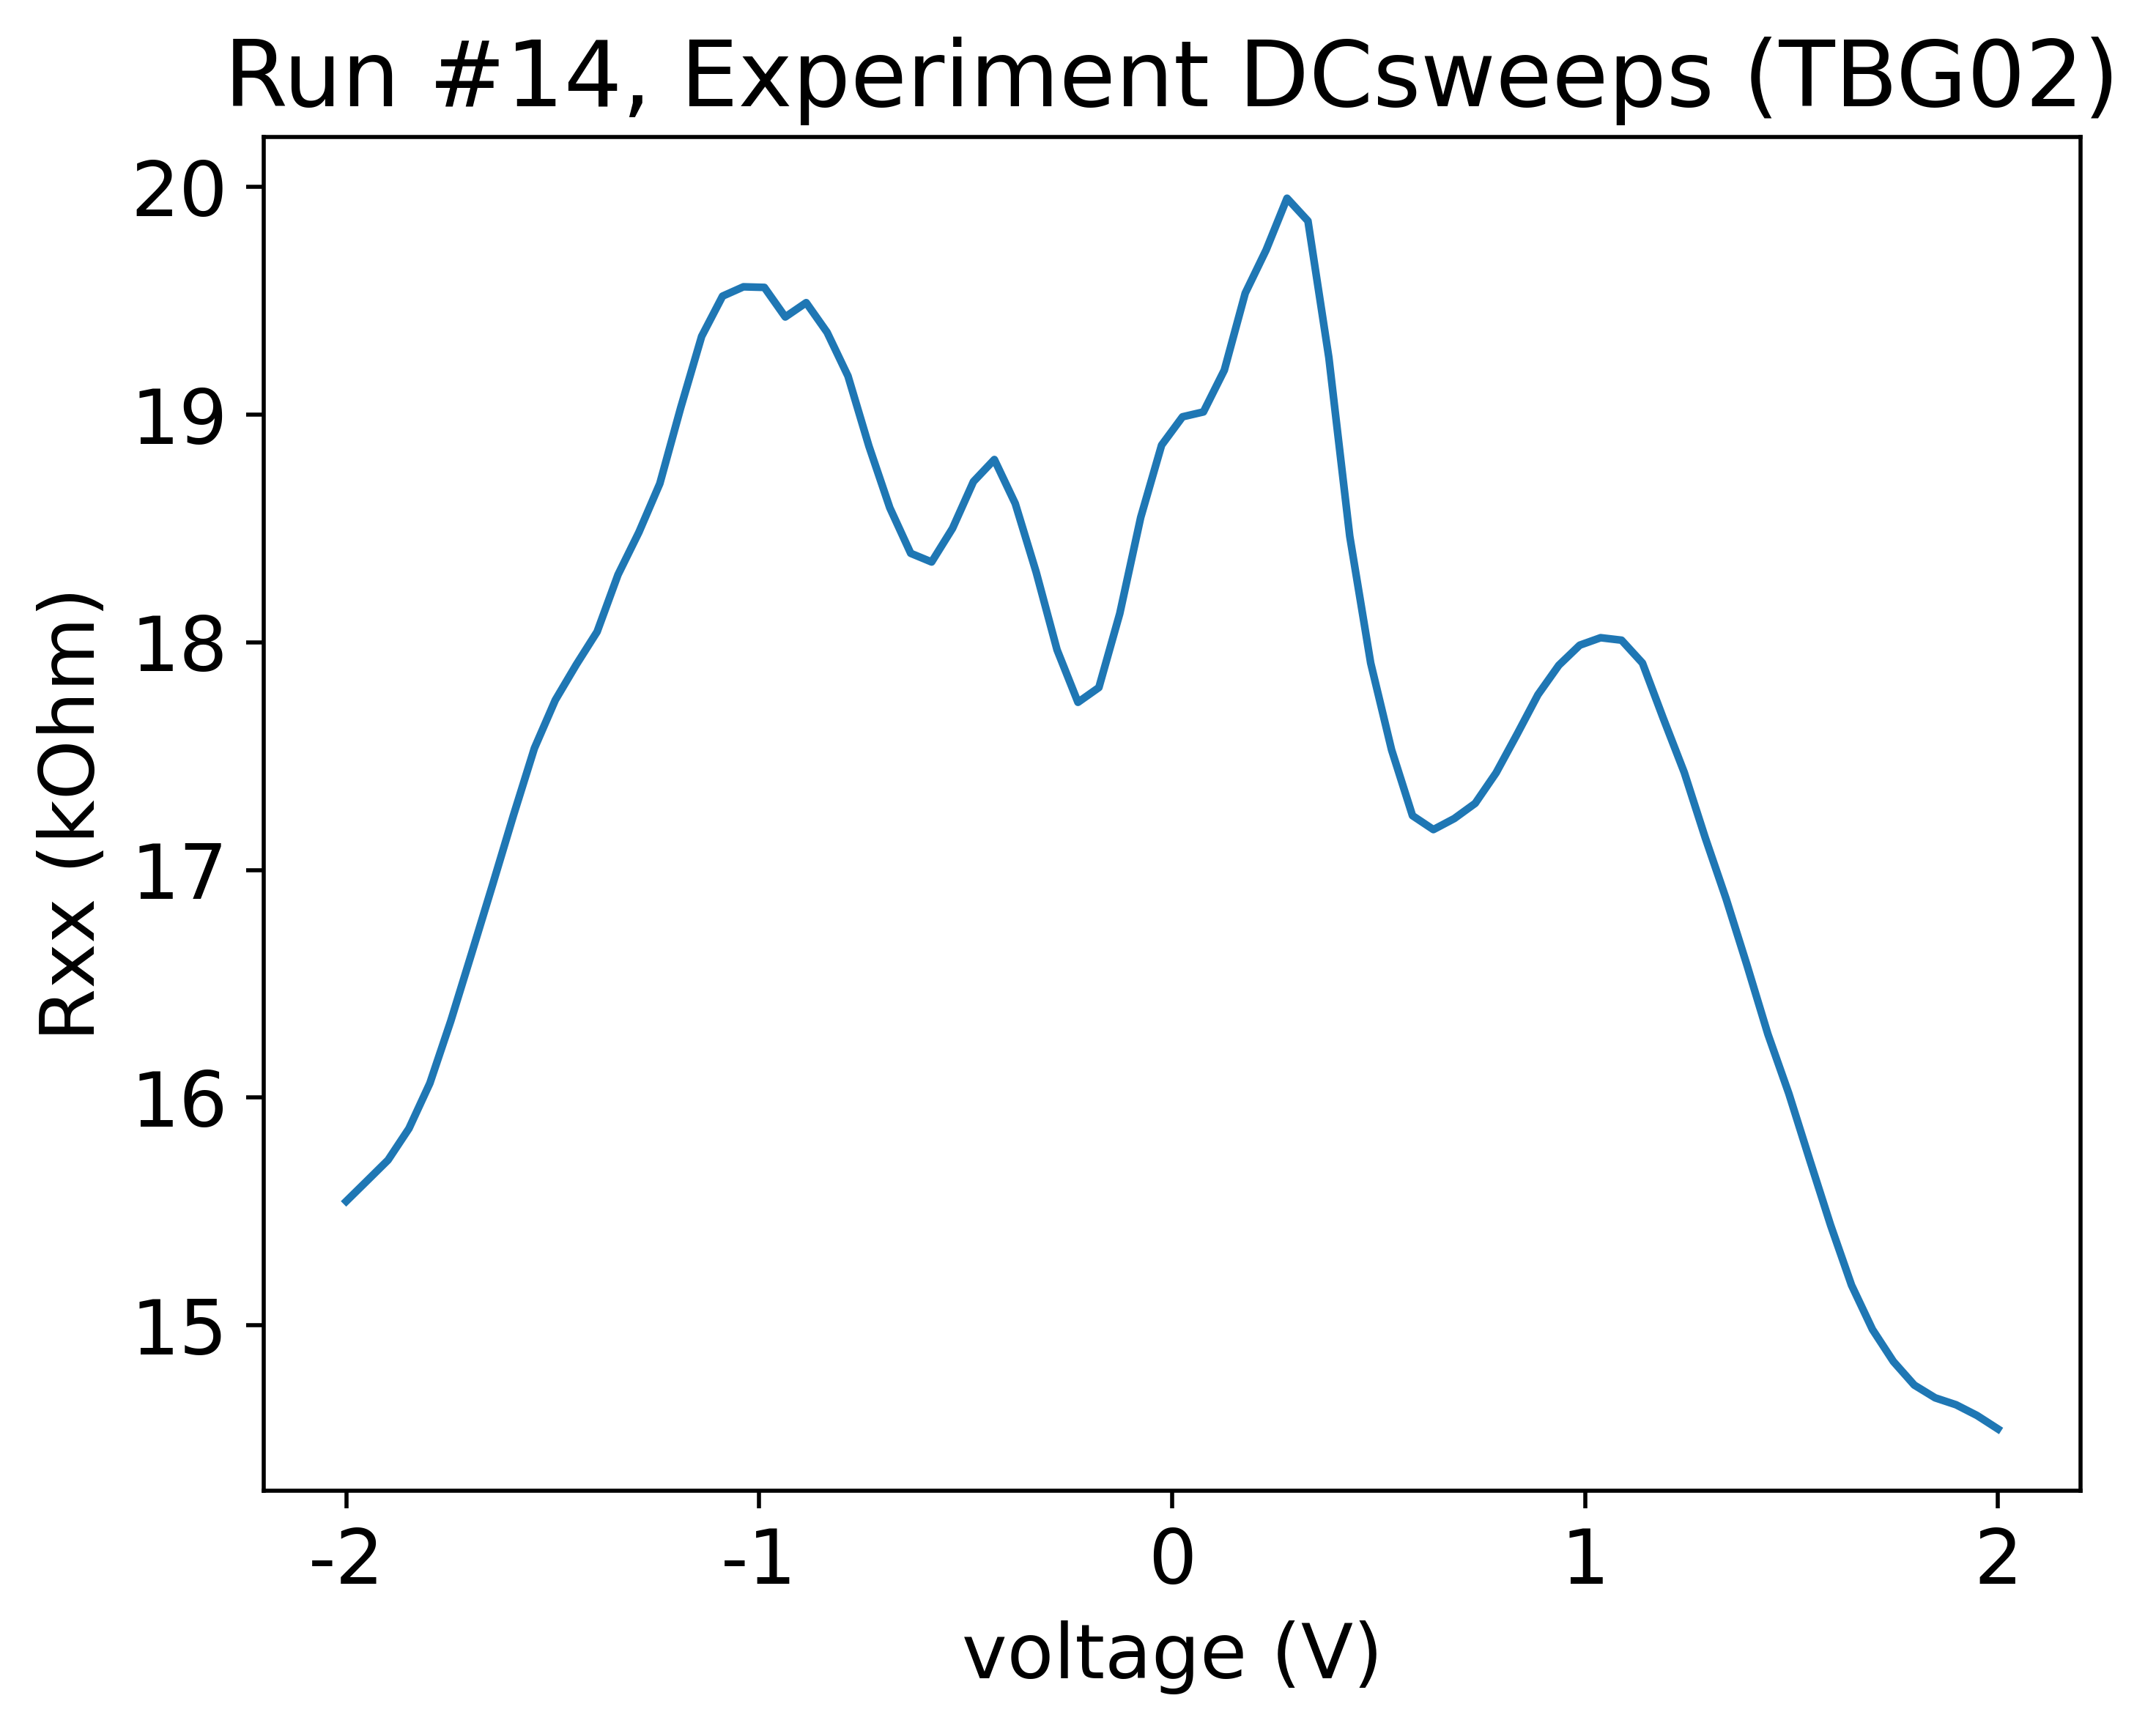 Run #14, Experiment DCsweeps (TBG02)
20
19
18
17
16
15
Rxx (kOhm)
-2 -1 0 1 2
voltage (V)